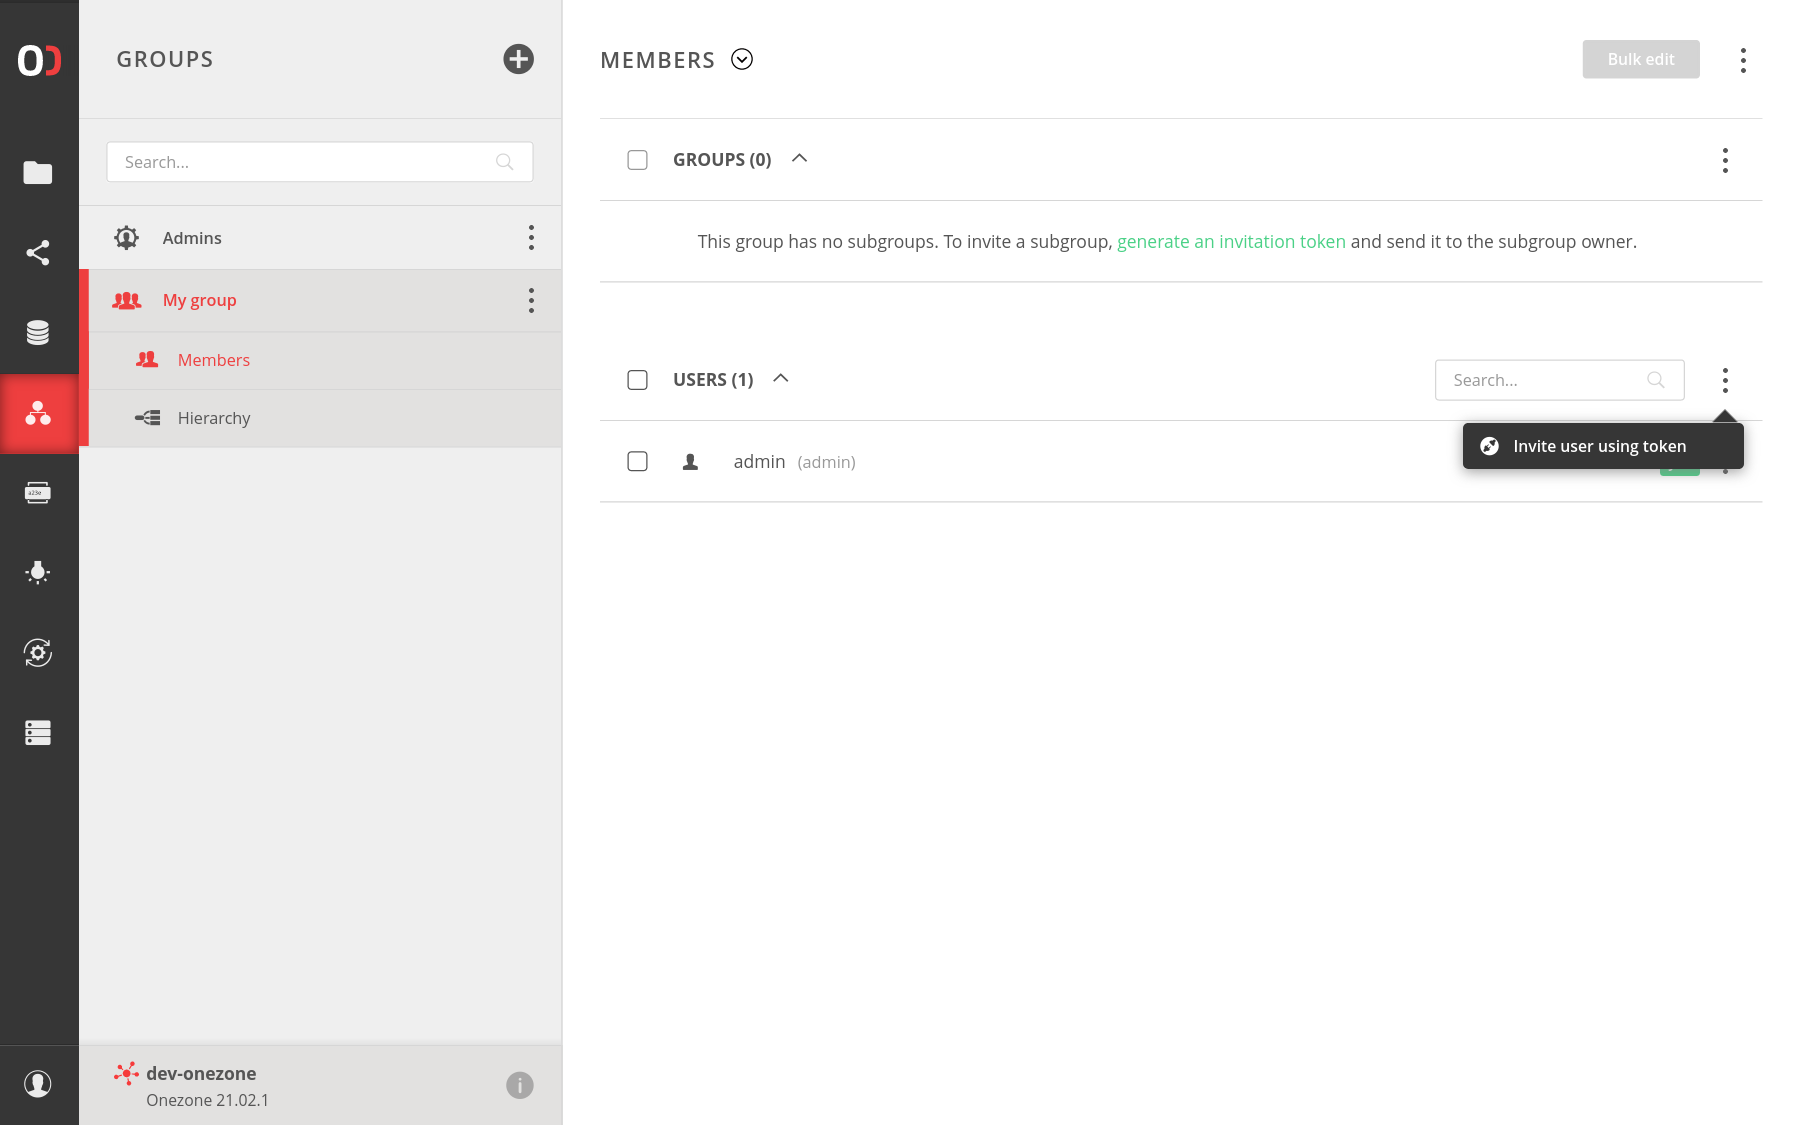 GROUPS
Search...
Admins
My group
Members
Hierarchy
a23e
dev-onezone
Onezone 21.02.1
MEMBERS
Bulk edit
GROUPS (0)
This group has no subgroups. To invite a subgroup, generate an invitation token and send it to the subgroup owner.
USERS (1)
Search...
Invite user using token
admin (admin)